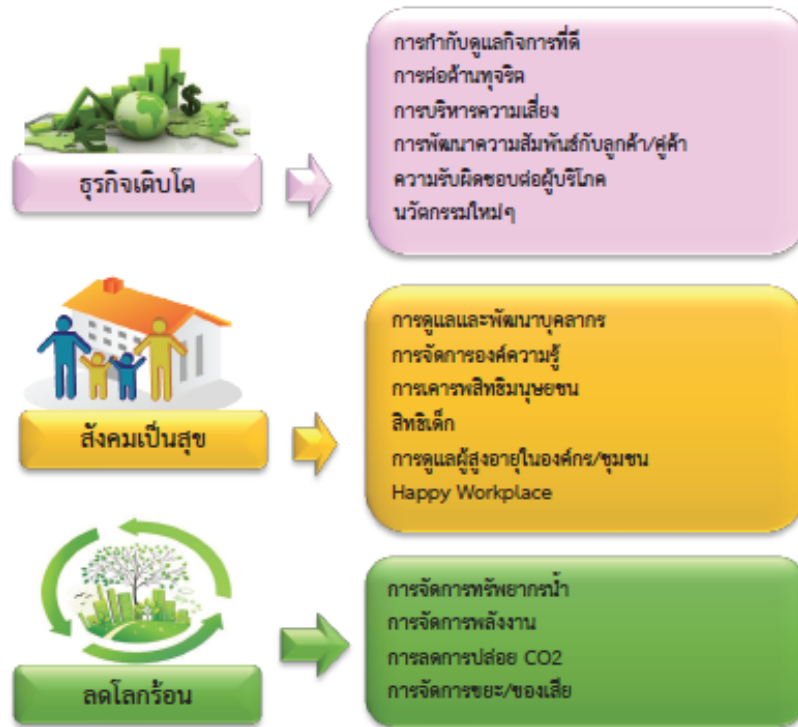 ธุรกิจเติบโต
การกำกับดูแลกิจการที่ดี
การต่อต้านทุจริต
การบริหารความเสี่ยง
การพัฒนาความสัมพันธ์กับลูกค้า/คู่ค้า
ความรับผิดชอบต่อผู้บริโภค
นวัตกรรมใหม่ๆ
สังคมเป็นสุข
การดูแลและพัฒนาบุคลากร
การจัดการองค์ความรู้
การเคารพสิทธิมนุษยชน
สิทธิเด็ก
การดูแลผู้สูงอายุในองค์กร/ชุมชน
Happy Workplace
ลดโลกร้อน
การจัดการทรัพยากรน้ำ
การจัดการพลังงาน
การลดการปล่อย CO2
การจัดการขยะ/ของเสีย